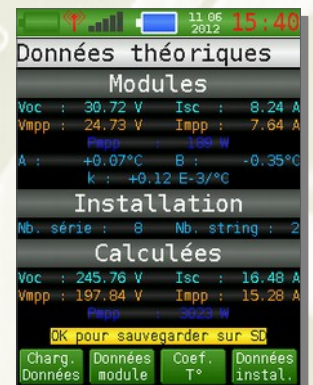 11 06 2012 15:40
Données théoriques
Modules
Voc : 30.72 V Isc : 8.24 A
Vmpp : 24.73 V Impp : 7.64 A
Pmpp : 189 W
A : +0.07°C B : -0.35°C
k : +0.12 E-3/°C
Installation
Nb. série : 8 Nb. string : 2
Calculées
Voc : 245.76 V Isc : 16.48 A
Vmpp : 197.84 V Impp : 15.28 A
Pmpp : 3023 W
OK pour sauvegarder sur SD
Charg. Données Coef. Données
Données module T° instal.